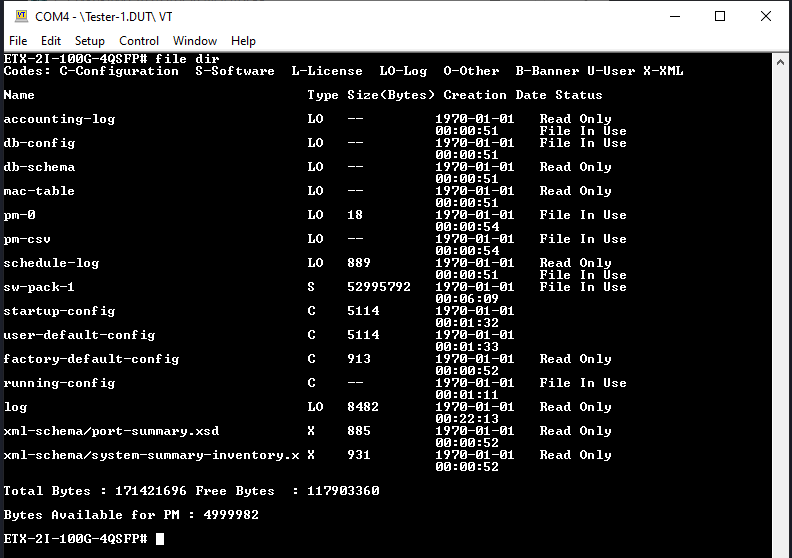 COM4 - \Tester-1.DUT\ VT
File Edit Setup Control Window Help
ETX-2I-100G-4QSFP# file dir
Codes: C-Configuration  S-Software  L-License  LO-Log  O-Other  B-Banner U-User X-XML
Name                                  Type Size(Bytes) Creation Date Status
accounting-log                        LO   --         1970-01-01   Read Only
                                                      00:00:51     File In Use
db-config                             LO   --         1970-01-01   File In Use
                                                      00:00:51
db-schema                             LO   --         1970-01-01   Read Only
                                                      00:00:51
mac-table                             LO   --         1970-01-01   Read Only
                                                      00:00:51
pm-0                                  LO   18         1970-01-01   File In Use
                                                      00:00:54
pm-csv                                LO   --         1970-01-01   File In Use
                                                      00:00:54
schedule-log                          LO   889        1970-01-01   Read Only
                                                      00:00:51     File In Use
sw-pack-1                             S    52995792   1970-01-01   File In Use
                                                      00:06:09
startup-config                        C    5114       1970-01-01
                                                      00:01:32
user-default-config                   C    5114       1970-01-01
                                                      00:01:33
factory-default-config                C    913        1970-01-01   Read Only
                                                      00:00:52
running-config                        C    --         1970-01-01   File In Use
                                                      00:01:11
log                                   LO   8482       1970-01-01   Read Only
                                                      00:22:13
xml-schema/port-summary.xsd           X    885        1970-01-01   Read Only
                                                      00:00:52
xml-schema/system-summary-inventory.x X    931        1970-01-01   Read Only
                                                      00:00:52
Total Bytes : 171421696 Free Bytes  : 117903360
Bytes Available for PM : 4999982
ETX-2I-100G-4QSFP#